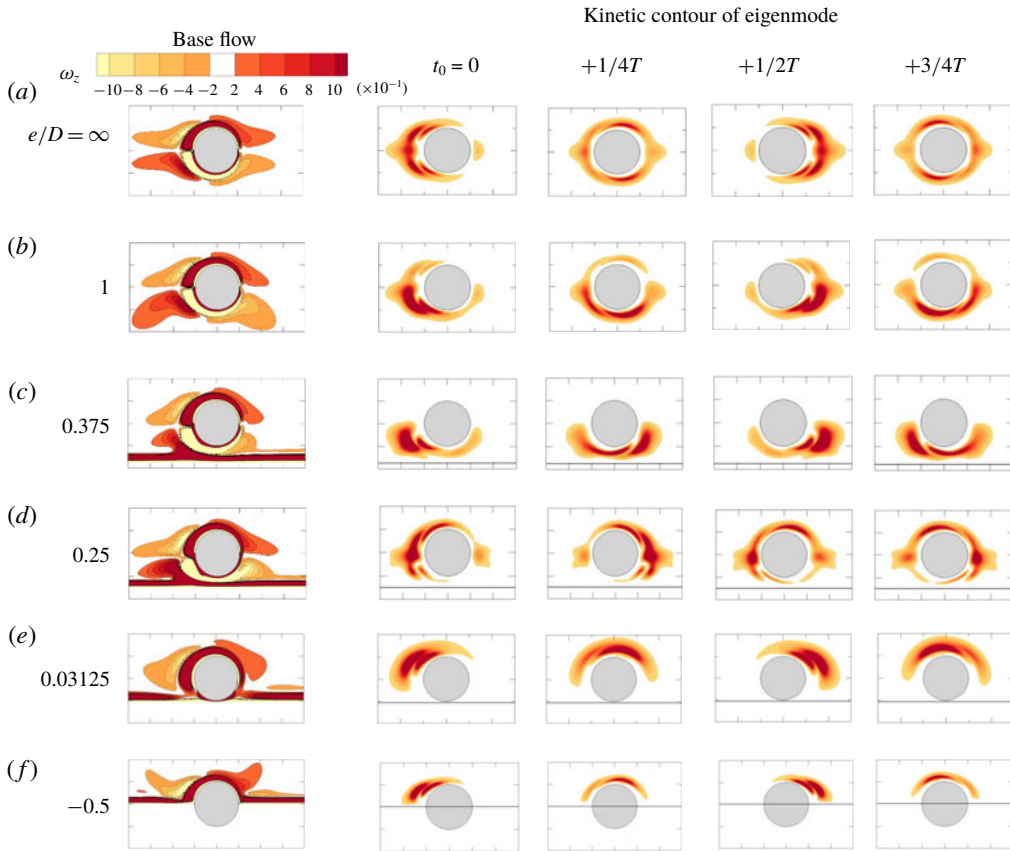 Kinetic contour of eigenmode
Base flow
ω_z
−10 −8 −6 −4 −2 2 4 6 8 10 (×10⁻¹)
t₀ = 0 +1/4T +1/2T +3/4T
(a)
e/D = ∞
(b)
1
(c)
0.375
(d)
0.25
(e)
0.03125
(f)
−0.5